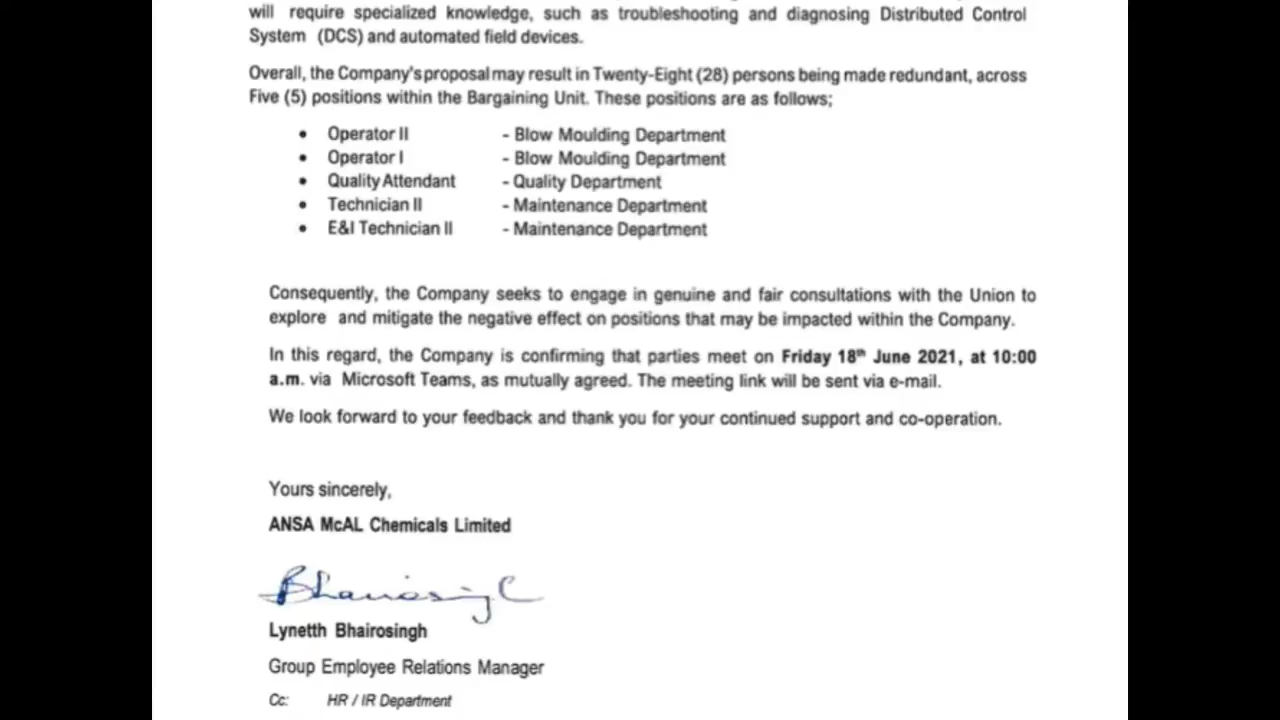 will require specialized knowledge, such as troubleshooting and diagnosing Distributed Control
System (DCS) and automated field devices.
Overall, the Company's proposal may result in Twenty-Eight (28) persons being made redundant, across
Five (5) positions within the Bargaining Unit. These positions are as follows;
• Operator II - Blow Moulding Department
• Operator I - Blow Moulding Department
• Quality Attendant - Quality Department
• Technician II - Maintenance Department
• E&I Technician II - Maintenance Department
Consequently, the Company seeks to engage in genuine and fair consultations with the Union to
explore and mitigate the negative effect on positions that may be impacted within the Company.
In this regard, the Company is confirming that parties meet on Friday 18th June 2021, at 10:00
a.m. via Microsoft Teams, as mutually agreed. The meeting link will be sent via e-mail.
We look forward to your feedback and thank you for your continued support and co-operation.
Yours sincerely,
ANSA McAL Chemicals Limited
Lynetth Bhairosingh
Group Employee Relations Manager
Cc: HR / IR Department